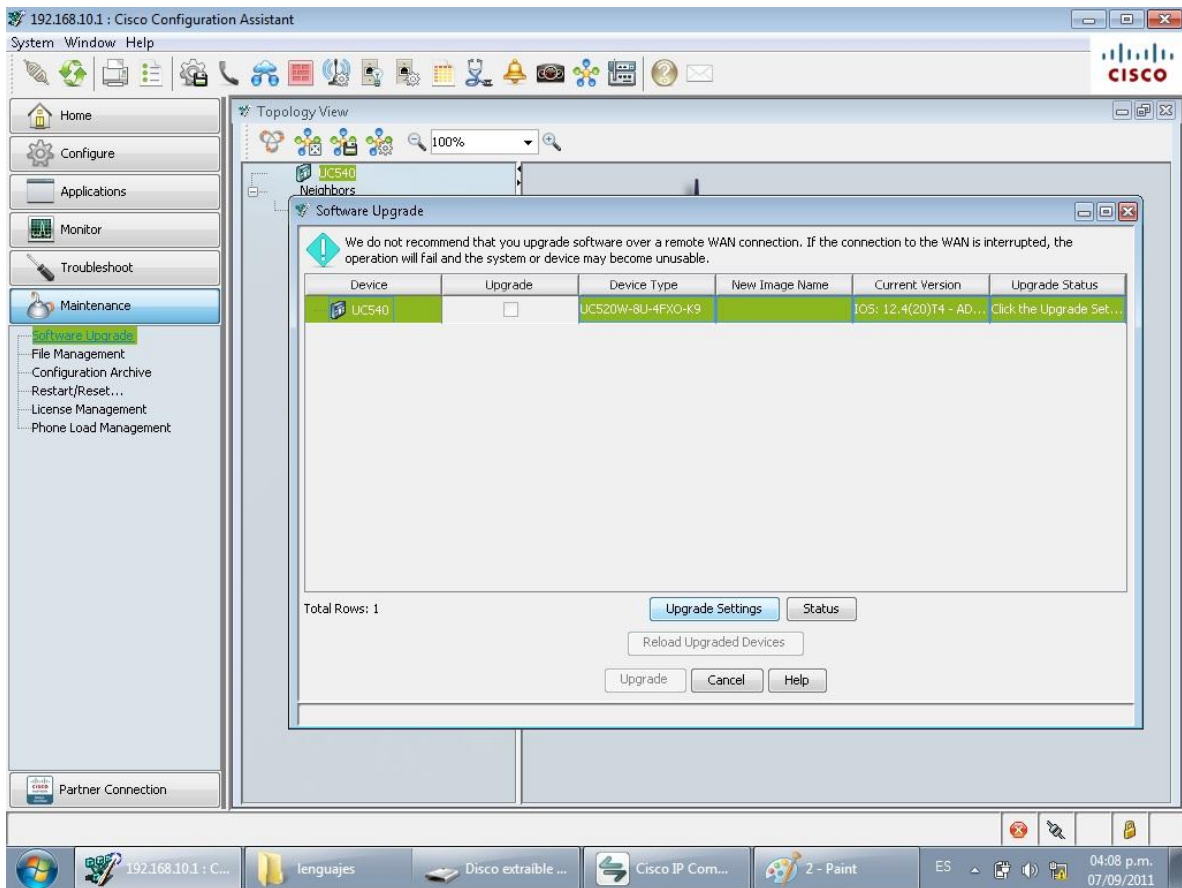 192.168.10.1 : Cisco Configuration Assistant
System Window Help
CISCO
Home
Configure
Applications
Monitor
Troubleshoot
Maintenance
Software Upgrade
File Management
Configuration Archive
Restart/Reset...
License Management
Phone Load Management
Partner Connection
Topology View
100%
UC540
Neighbors
Software Upgrade
We do not recommend that you upgrade software over a remote WAN connection. If the connection to the WAN is interrupted, the
operation will fail and the system or device may become unusable.
Device Upgrade Device Type New Image Name Current Version Upgrade Status
UC540 UC520W-8U-4FXO-K9 IOS: 12.4(20)T4 - AD... Click the Upgrade Set...
Total Rows: 1
Upgrade Settings Status
Reload Upgraded Devices
Upgrade Cancel Help
192.168.10.1 : C...
lenguajes
Disco extraíble ...
Cisco IP Com...
2 - Paint
ES
04:08 p.m.
07/09/2011